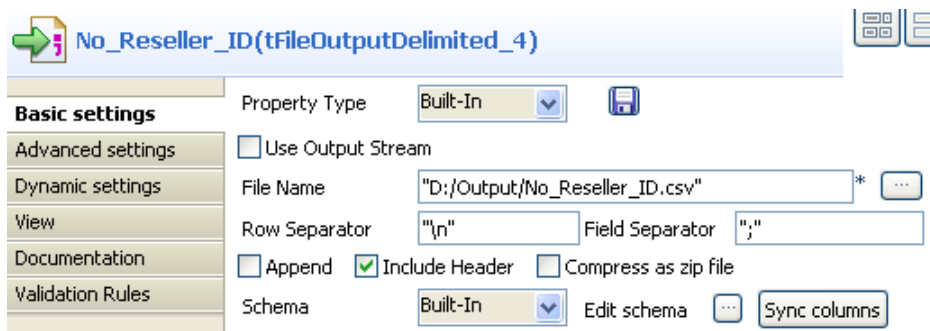 No_Reseller_ID(tFileOutputDelimited_4)
Basic settings
Advanced settings
Dynamic settings
View
Documentation
Validation Rules
Property Type Built-In
Use Output Stream
File Name "D:/Output/No_Reseller_ID.csv" * ...
Row Separator "\n" Field Separator ";"
Append Include Header Compress as zip file
Schema Built-In Edit schema ... Sync columns